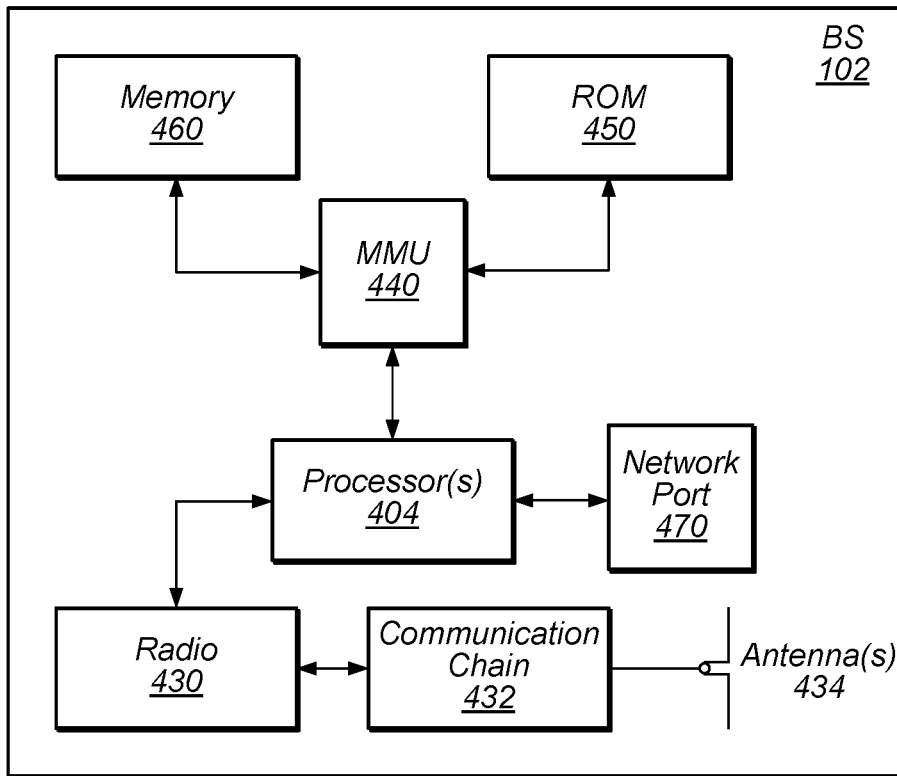 BS
102
Memory
460
ROM
450
MMU
440
Processor(s)
404
Network
Port
470
Radio
430
Communication
Chain
432
Antenna(s)
434